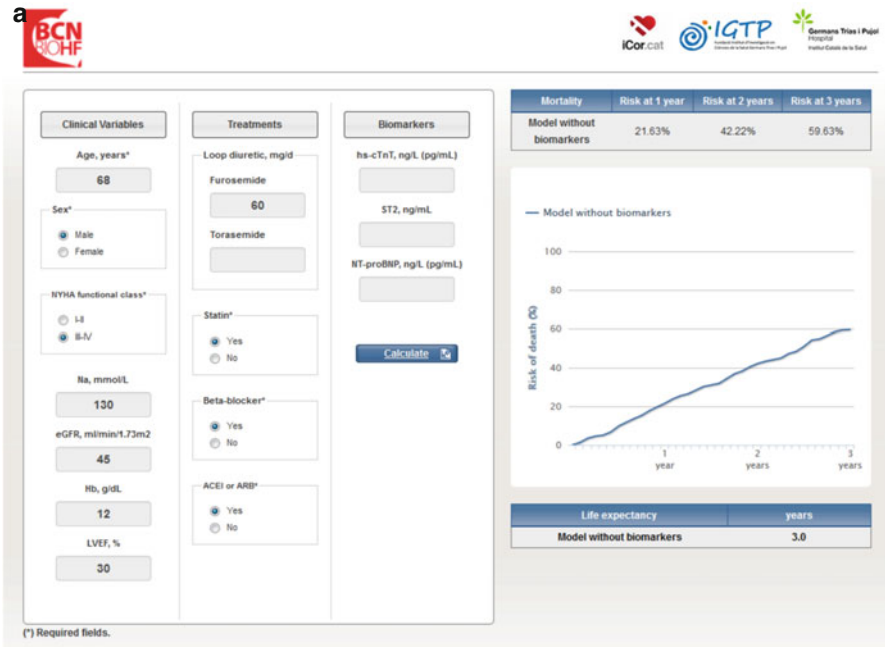 a
BCN
BIOHF
iCor.cat
IGTP
Germans Trias i Pujol
Hospital
Institut Català de la Salut
Clinical Variables
Age, years*
68
Sex*
Male
Female
NYHA functional class*
I-II
III-IV
Na, mmol/L
130
eGFR, ml/min/1.73m2
45
Hb, g/dL
12
LVEF, %
30
Treatments
Loop diuretic, mg/d
Furosemide
60
Torasemide
Statin*
Yes
No
Beta-blocker*
Yes
No
ACEI or ARB*
Yes
No
Biomarkers
hs-cTnT, ng/L (pg/mL)
ST2, ng/mL
NT-proBNP, ng/L (pg/mL)
Calculate
Mortality Risk at 1 year Risk at 2 years Risk at 3 years
Model without biomarkers 21.63% 42.22% 59.63%
Model without biomarkers
Risk of death (%)
100
80
60
40
20
0
1 year
2 years
3 years
Life expectancy years
Model without biomarkers 3.0
(*) Required fields.